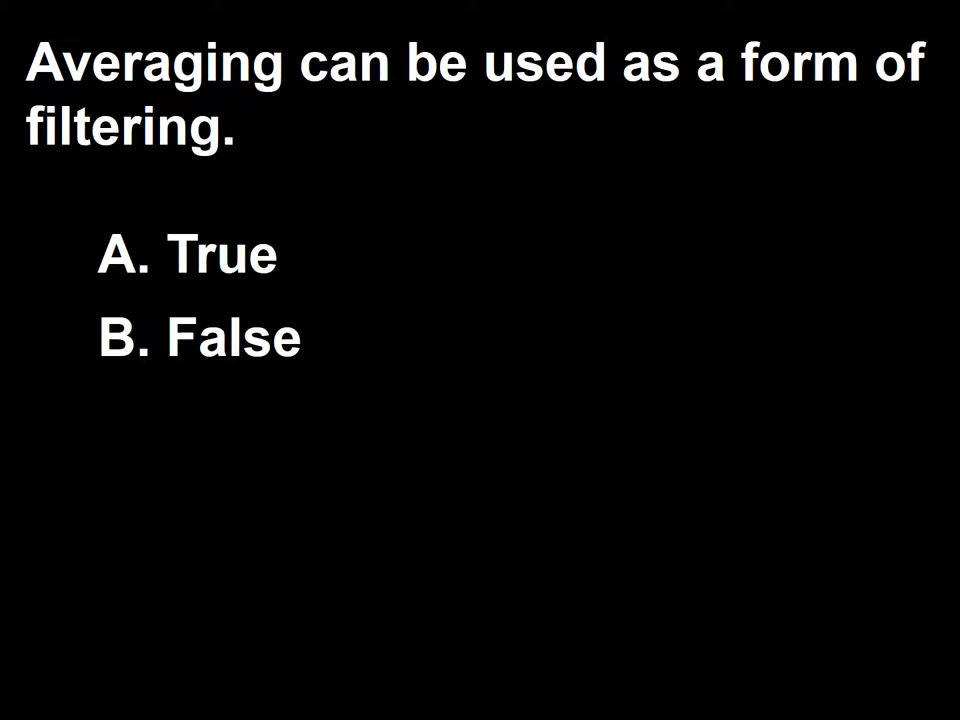 Averaging can be used as a form of
filtering.
A. True
B. False